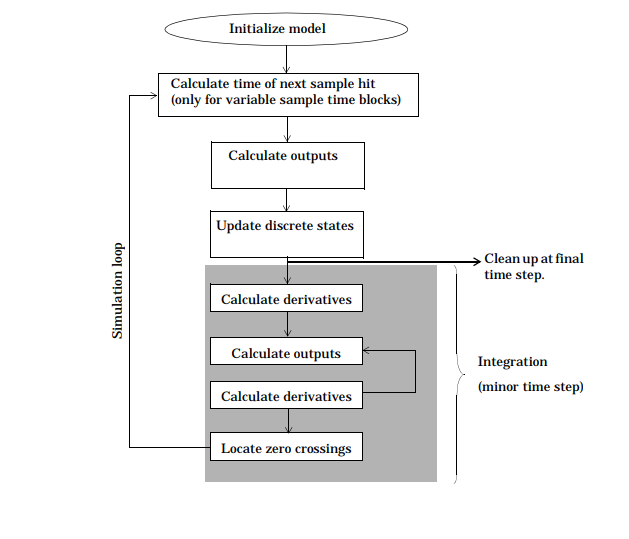 Initialize model
Calculate time of next sample hit
(only for variable sample time blocks)
Calculate outputs
Update discrete states
Clean up at final
time step.
Simulation loop
Calculate derivatives
Calculate outputs
Calculate derivatives
Locate zero crossings
Integration
(minor time step)